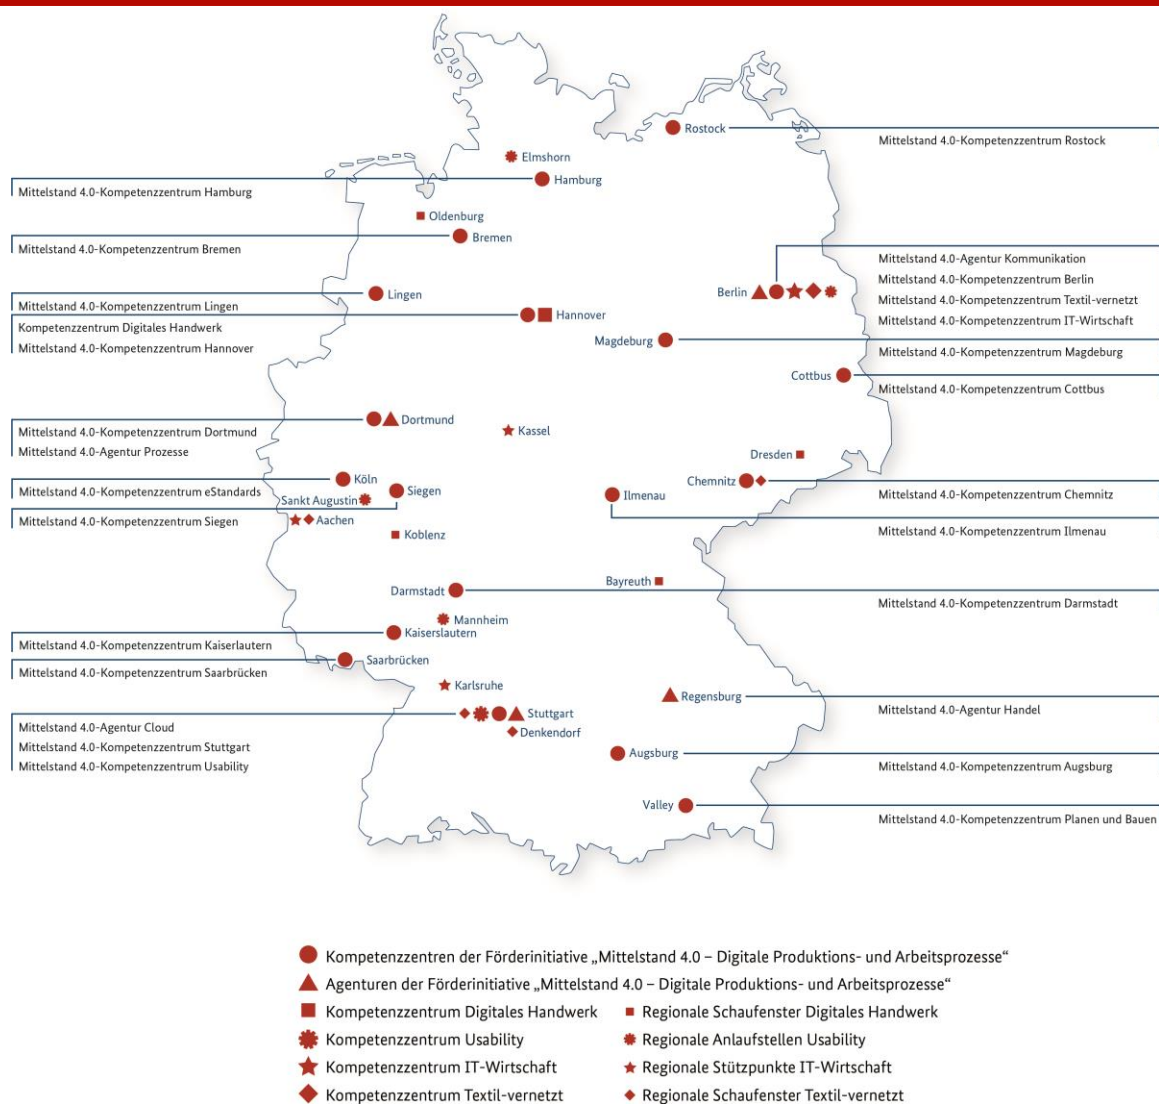 Rostock
Mittelstand 4.0-Kompetenzzentrum Rostock
Elmshorn
Hamburg
Mittelstand 4.0-Kompetenzzentrum Hamburg
Oldenburg
Bremen
Mittelstand 4.0-Kompetenzzentrum Bremen
Mittelstand 4.0-Agentur Kommunikation
Mittelstand 4.0-Kompetenzzentrum Berlin
Mittelstand 4.0-Kompetenzzentrum Textil-vernetzt
Mittelstand 4.0-Kompetenzzentrum IT-Wirtschaft
Berlin
Lingen
Mittelstand 4.0-Kompetenzzentrum Lingen
Hannover
Kompetenzzentrum Digitales Handwerk
Mittelstand 4.0-Kompetenzzentrum Hannover
Magdeburg
Mittelstand 4.0-Kompetenzzentrum Magdeburg
Cottbus
Mittelstand 4.0-Kompetenzzentrum Cottbus
Dortmund
Mittelstand 4.0-Kompetenzzentrum Dortmund
Mittelstand 4.0-Agentur Prozesse
Kassel
Dresden
Köln
Mittelstand 4.0-Kompetenzzentrum eStandards
Chemnitz
Mittelstand 4.0-Kompetenzzentrum Chemnitz
Siegen
Sankt Augustin
Mittelstand 4.0-Kompetenzzentrum Siegen
Ilmenau
Mittelstand 4.0-Kompetenzzentrum Ilmenau
Aachen
Koblenz
Bayreuth
Darmstadt
Mittelstand 4.0-Kompetenzzentrum Darmstadt
Mannheim
Kaiserslautern
Mittelstand 4.0-Kompetenzzentrum Kaiserlautern
Saarbrücken
Mittelstand 4.0-Kompetenzzentrum Saarbrücken
Karlsruhe
Regensburg
Mittelstand 4.0-Agentur Handel
Stuttgart
Mittelstand 4.0-Agentur Cloud
Mittelstand 4.0-Kompetenzzentrum Stuttgart
Mittelstand 4.0-Kompetenzzentrum Usability
Denkendorf
Augsburg
Mittelstand 4.0-Kompetenzzentrum Augsburg
Valley
Mittelstand 4.0-Kompetenzzentrum Planen und Bauen
Kompetenzzentren der Förderinitiative „Mittelstand 4.0 – Digitale Produktions- und Arbeitsprozesse“
Agenturen der Förderinitiative „Mittelstand 4.0 – Digitale Produktions- und Arbeitsprozesse“
Kompetenzzentrum Digitales Handwerk
Regionale Schaufenster Digitales Handwerk
Kompetenzzentrum Usability
Regionale Anlaufstellen Usability
Kompetenzzentrum IT-Wirtschaft
Regionale Stützpunkte IT-Wirtschaft
Kompetenzzentrum Textil-vernetzt
Regionale Schaufenster Textil-vernetzt